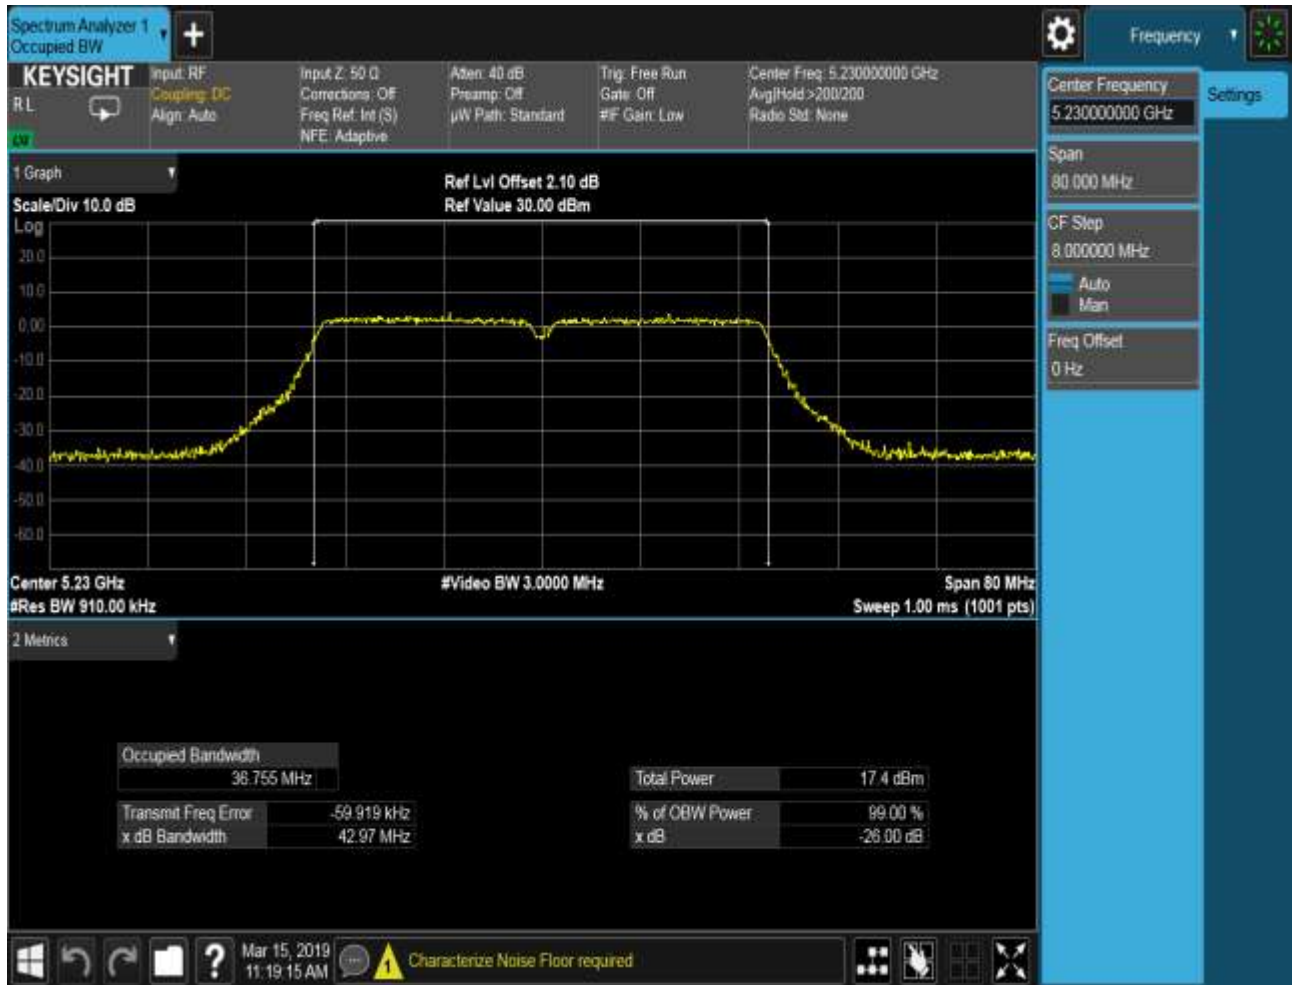 Spectrum Analyzer 1
Occupied BW
Frequency
KEYSIGHT
R L
Input: RF
Coupling: DC
Align: Auto
Input Z: 50 Ω
Corrections: Off
Freq Ref: Int (S)
NFE: Adaptive
Atten: 40 dB
Preamp: Off
µW Path: Standard
Trig: Free Run
Gate: Off
#IF Gain: Low
Center Freq: 5.230000000 GHz
Avg|Hold:>200/200
Radio Std: None
Center Frequency
5.230000000 GHz
Settings
Span
80.000 MHz
CF Step
8.000000 MHz
Auto
Man
Freq Offset
0 Hz
1 Graph
Ref Lvl Offset 2.10 dB
Scale/Div 10.0 dB
Ref Value 30.00 dBm
Log
20.0
10.0
0.00
-10.0
-20.0
-30.0
-40.0
-50.0
-60.0
Center 5.23 GHz
#Video BW 3.0000 MHz
Span 80 MHz
#Res BW 910.00 kHz
Sweep 1.00 ms (1001 pts)
2 Metrics
Occupied Bandwidth
36.755 MHz
Total Power 17.4 dBm
Transmit Freq Error -59.919 kHz
% of OBW Power 99.00 %
x dB Bandwidth 42.97 MHz
x dB -26.00 dB
?
Mar 15, 2019
11:19:15 AM
1
Characterize Noise Floor required